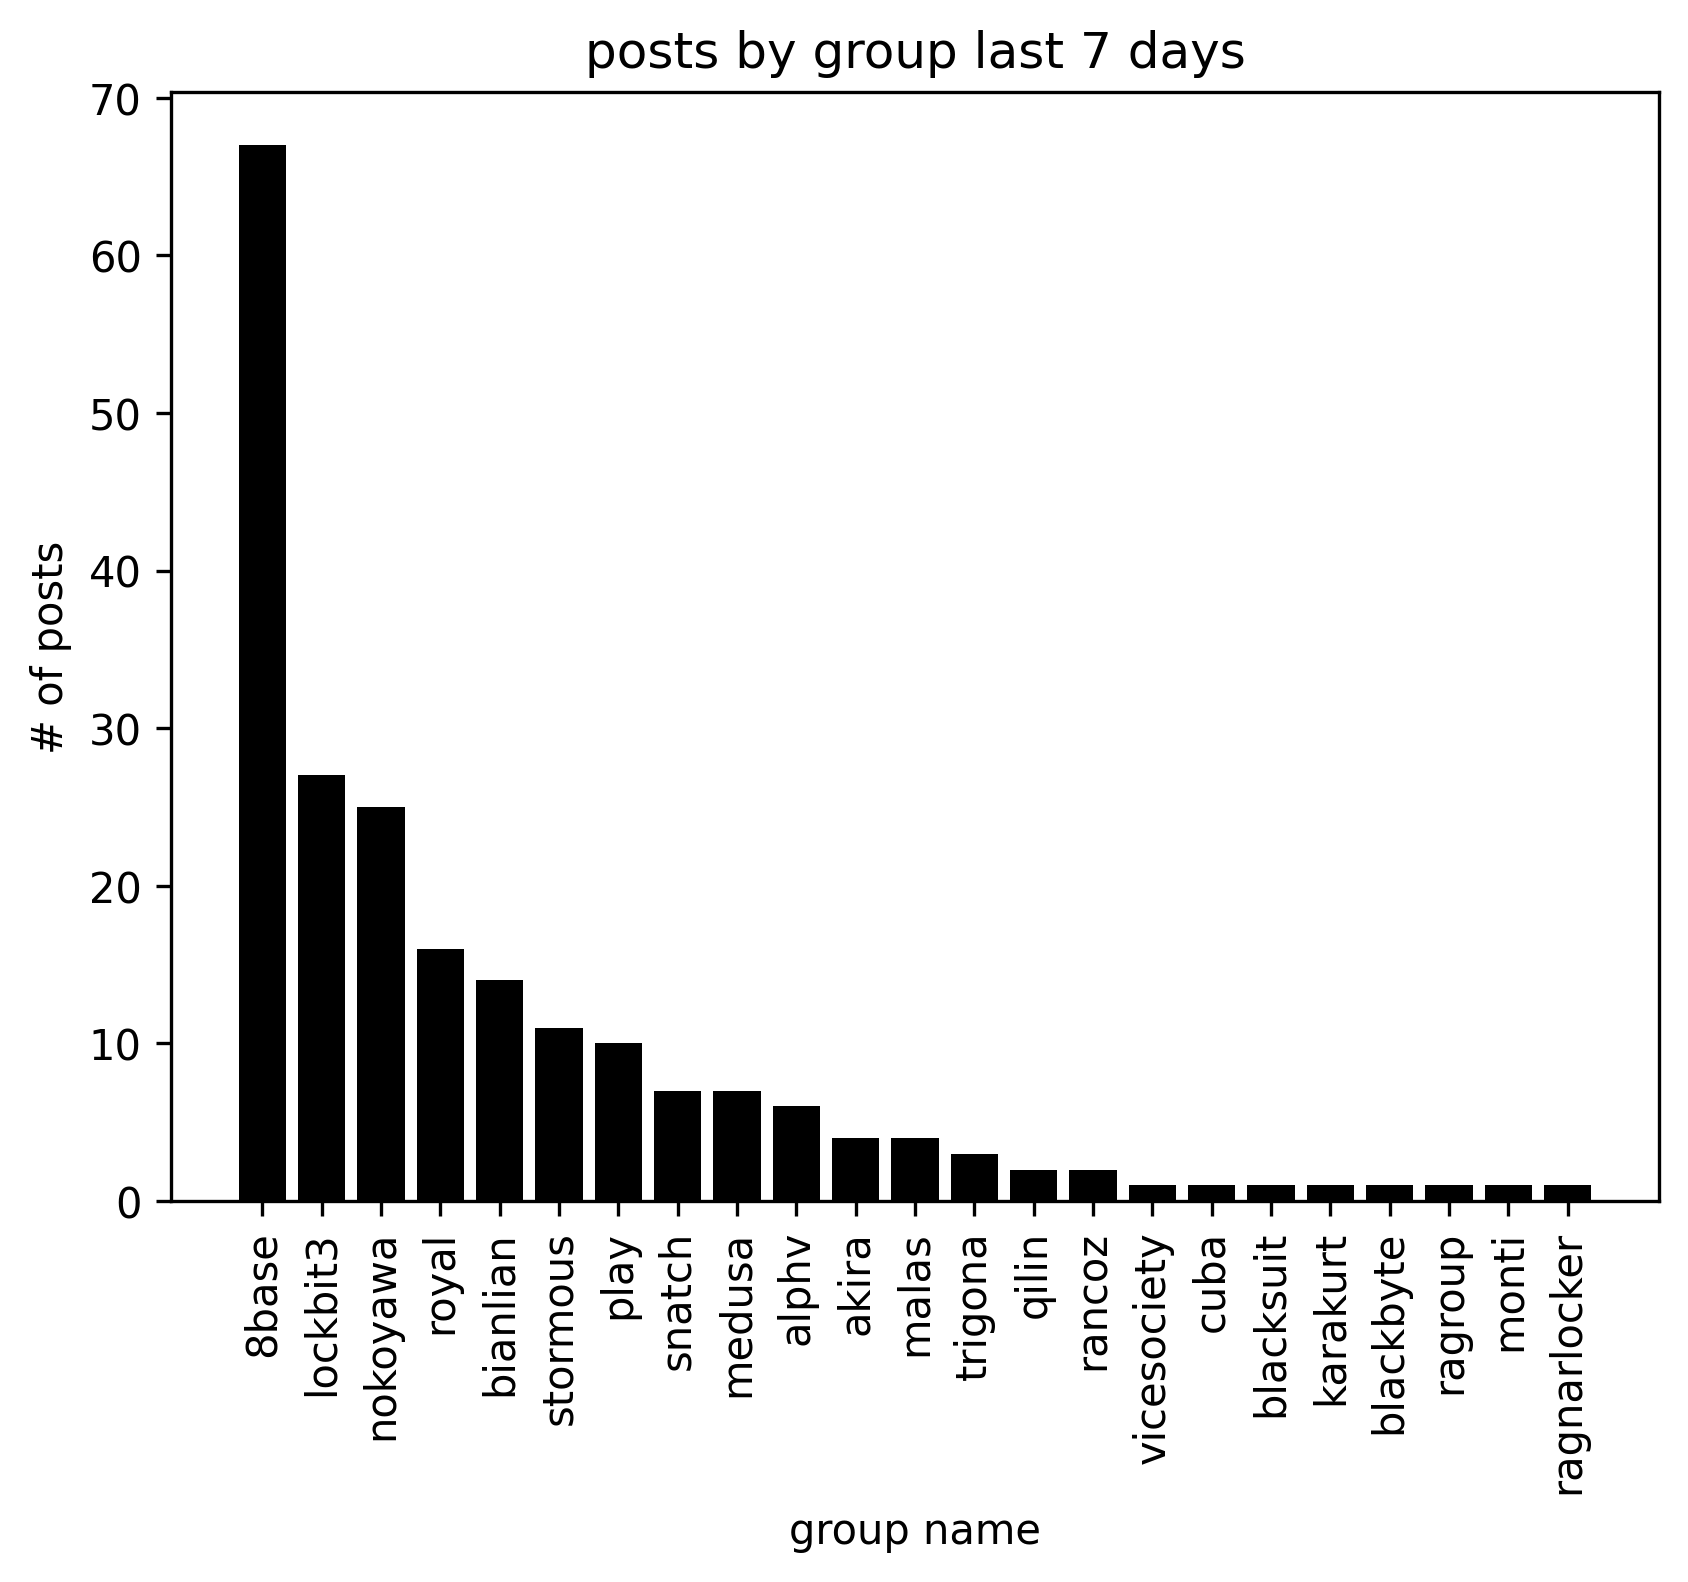 posts by group last 7 days
70
60
50
40
30
20
10
0
# of posts
8base
lockbit3
nokoyawa
royal
bianlian
stormous
play
snatch
medusa
alphv
akira
malas
trigona
qilin
rancoz
vicesociety
cuba
blacksuit
karakurt
blackbyte
ragroup
monti
ragnarlocker
group name